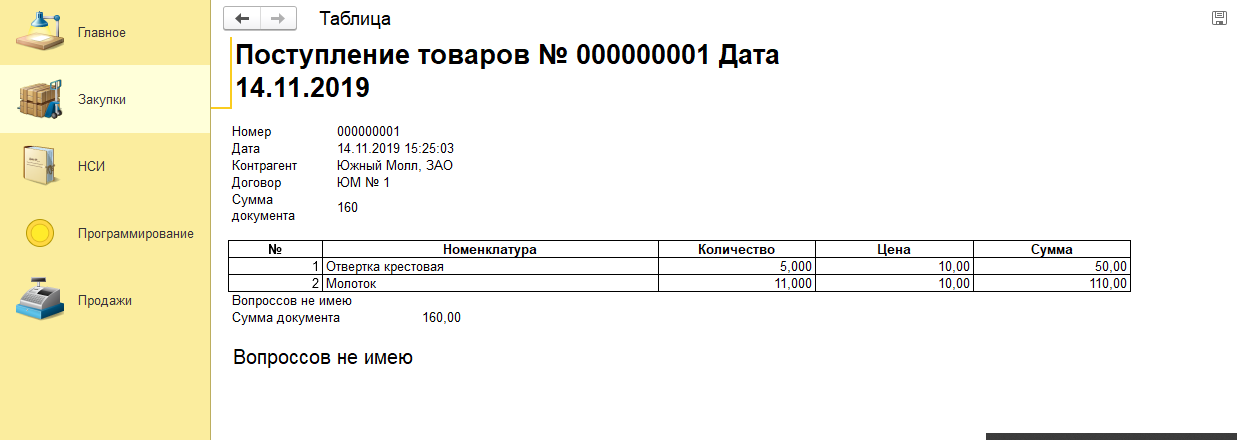 Таблица
Главное
Закупки
НСИ
Программирование
Продажи
Поступление товаров № 000000001 Дата
14.11.2019
Номер 000000001
Дата 14.11.2019 15:25:03
Контрагент Южный Молл, ЗАО
Договор ЮМ № 1
Сумма
документа 160
№ Номенклатура Количество Цена Сумма
1 Отвертка крестовая 5,000 10,00 50,00
2 Молоток 11,000 10,00 110,00
Вопроссов не имею
Сумма документа 160,00
Вопроссов не имею